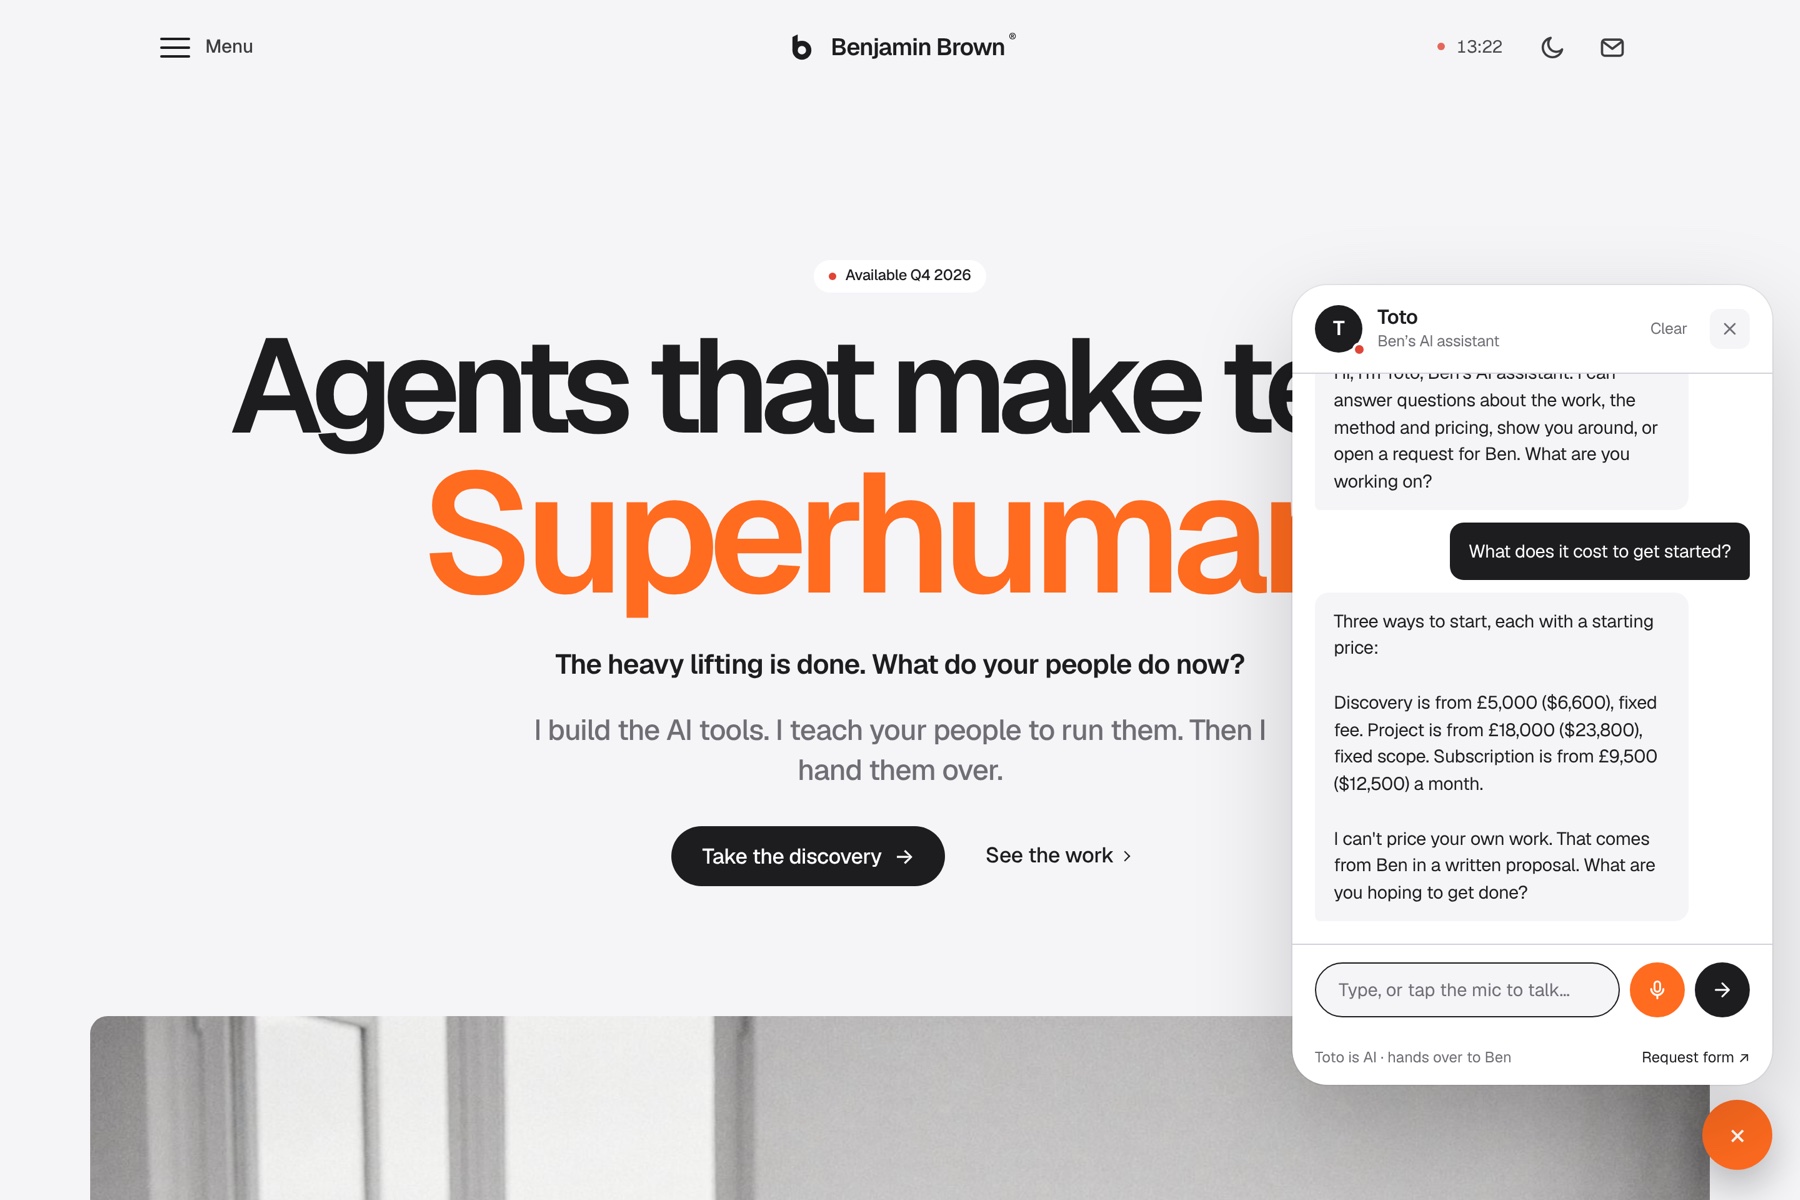 Menu
b Benjamin Brown ®
13:22
Available Q4 2026
Agents that make te
Superhuman
The heavy lifting is done. What do your people do now?
I build the AI tools. I teach your people to run them. Then I
hand them over.
Take the discovery →
See the work ›
T
Toto
Ben's AI assistant
Clear
Hi, I'm Toto, Ben's AI assistant. I can
answer questions about the work, the
method and pricing, show you around, or
open a request for Ben. What are you
working on?
What does it cost to get started?
Three ways to start, each with a starting
price:
Discovery is from £5,000 ($6,600), fixed
fee. Project is from £18,000 ($23,800),
fixed scope. Subscription is from £9,500
($12,500) a month.
I can't price your own work. That comes
from Ben in a written proposal. What are
you hoping to get done?
Type, or tap the mic to talk...
Toto is AI · hands over to Ben
Request form ↗